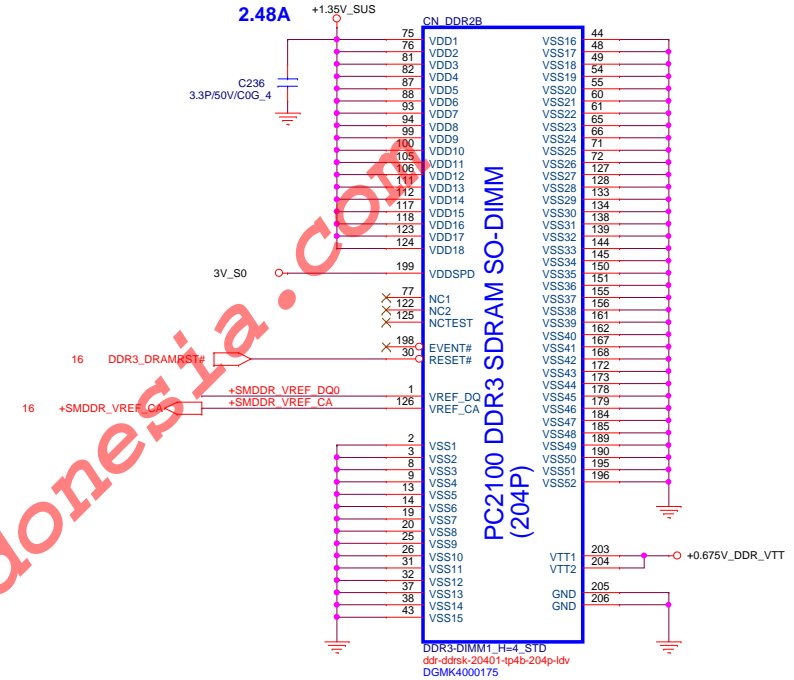 2.48A
+1.35V_SUS
CN_DDR2B
C236
3.3P/50V/C0G_4
75 VDD1
76 VDD2
81 VDD3
82 VDD4
87 VDD5
88 VDD6
93 VDD7
94 VDD8
99 VDD9
100 VDD10
105 VDD11
106 VDD12
111 VDD13
112 VDD14
117 VDD15
118 VDD16
123 VDD17
124 VDD18
3V_S0
199 VDDSPD
77 NC1
122 NC2
125 NCTEST
198 EVENT#
16 DDR3_DRAMRST# 30 RESET#
+SMDDR_VREF_DQ0 1 VREF_DQ
16 +SMDDR_VREF_CA +SMDDR_VREF_CA 126 VREF_CA
2 VSS1
3 VSS2
8 VSS3
9 VSS4
13 VSS5
14 VSS6
19 VSS7
20 VSS8
25 VSS9
26 VSS10
31 VSS11
32 VSS12
37 VSS13
38 VSS14
43 VSS15
PC2100 DDR3 SDRAM SO-DIMM
(204P)
VSS16 44
VSS17 48
VSS18 49
VSS19 54
VSS20 55
VSS21 60
VSS22 61
VSS23 65
VSS24 66
VSS25 71
VSS26 72
VSS27 127
VSS28 128
VSS29 133
VSS30 134
VSS31 138
VSS32 139
VSS33 144
VSS34 145
VSS35 150
VSS36 151
VSS37 155
VSS38 156
VSS39 161
VSS40 162
VSS41 167
VSS42 168
VSS43 172
VSS44 173
VSS45 178
VSS46 179
VSS47 184
VSS48 185
VSS49 189
VSS50 190
VSS51 195
VSS52 196
VTT1 203
VTT2 204
+0.675V_DDR_VTT
GND 205
GND 206
DDR3-DIMM1_H=4_STD
ddr-ddrsk-20401-tp4b-204p-ldv
DGMK4000175
donesia.com